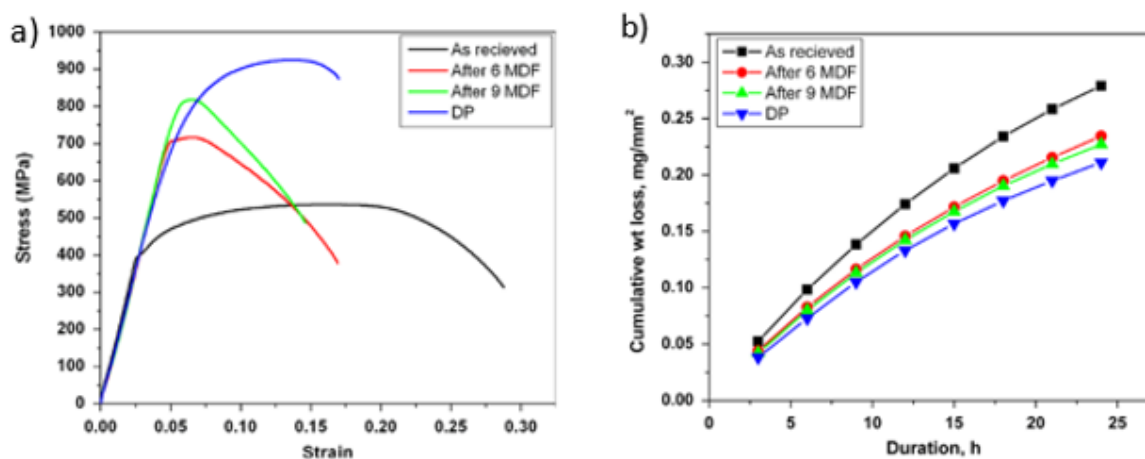 a)
1000
900
800
700
600
500
400
300
200
100
0
Stress (MPa)
As recieved
After 6 MDF
After 9 MDF
DP
0.00 0.05 0.10 0.15 0.20 0.25 0.30
Strain
b)
0.30
0.25
0.20
0.15
0.10
0.05
0.00
Cumulative wt loss, mg/mm²
As recieved
After 6 MDF
After 9 MDF
DP
0 5 10 15 20 25
Duration, h